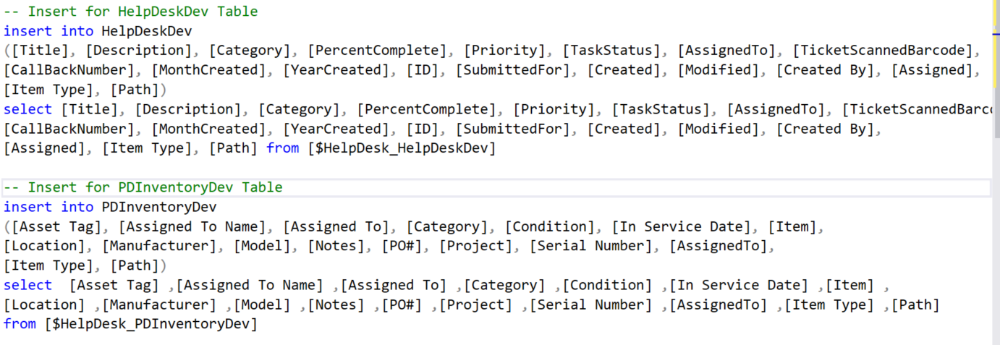 -- Insert for HelpDeskDev Table
insert into HelpDeskDev
([Title], [Description], [Category], [PercentComplete], [Priority], [TaskStatus], [AssignedTo], [TicketScannedBarcode],
[CallBackNumber], [MonthCreated], [YearCreated], [ID], [SubmittedFor], [Created], [Modified], [Created By], [Assigned],
[Item Type], [Path])
select [Title], [Description], [Category], [PercentComplete], [Priority], [TaskStatus], [AssignedTo], [TicketScannedBarc
[CallBackNumber], [MonthCreated], [YearCreated], [ID], [SubmittedFor], [Created], [Modified], [Created By],
[Assigned], [Item Type], [Path] from [$HelpDesk_HelpDeskDev]
-- Insert for PDInventoryDev Table
insert into PDInventoryDev
([Asset Tag], [Assigned To Name], [Assigned To], [Category], [Condition], [In Service Date], [Item],
[Location], [Manufacturer], [Model], [Notes], [PO#], [Project], [Serial Number], [AssignedTo],
[Item Type], [Path])
select  [Asset Tag] ,[Assigned To Name] ,[Assigned To] ,[Category] ,[Condition] ,[In Service Date] ,[Item] ,
[Location] ,[Manufacturer] ,[Model] ,[Notes] ,[PO#] ,[Project] ,[Serial Number] ,[AssignedTo] ,[Item Type] ,[Path]
from [$HelpDesk_PDInventoryDev]